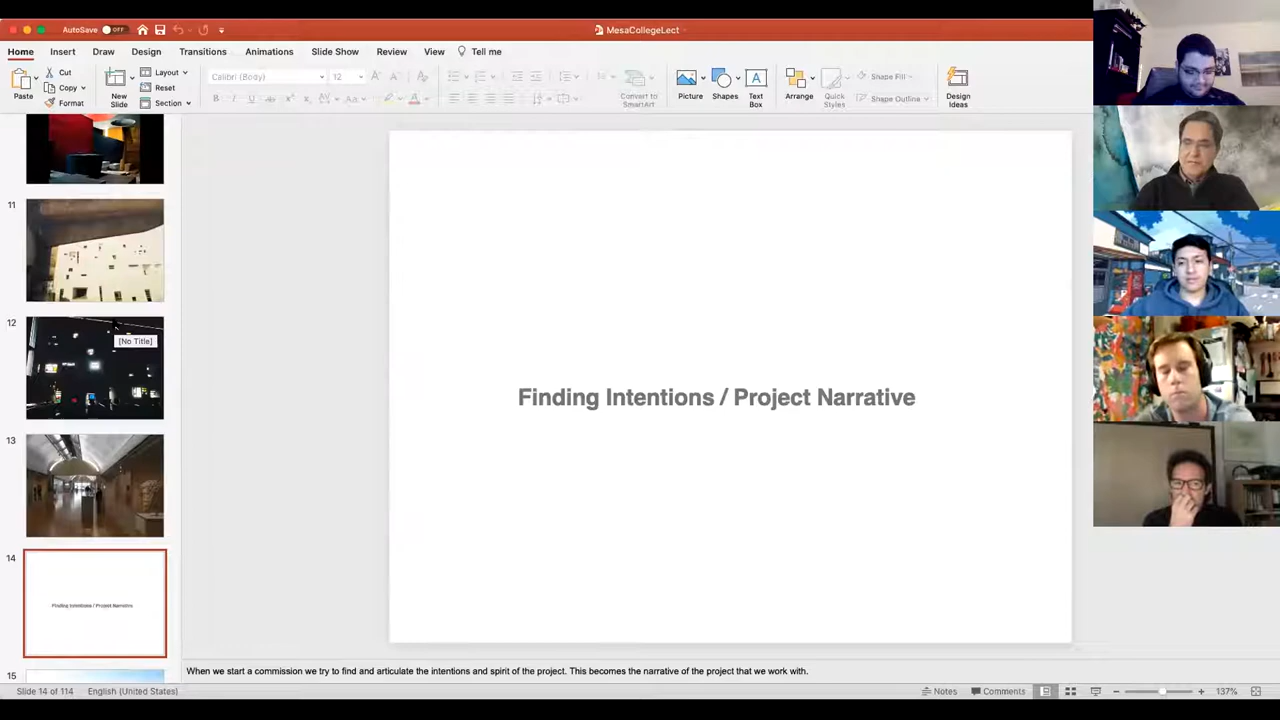 AutoSave OFF
MesaCollegeLect
Home Insert Draw Design Transitions Animations Slide Show Review View Tell me
Paste
Cut
Copy
Format
New Slide
Layout
Reset
Section
Calibri (Body) 12
Convert to SmartArt
Picture
Shapes
Text Box
Arrange
Quick Styles
Shape Fill
Shape Outline
Design Ideas
11
12
[No Title]
13
14
Finding Intentions / Project Narrative
15
Finding Intentions / Project Narrative
When we start a commission we try to find and articulate the intentions and spirit of the project. This becomes the narrative of the project that we work with.
Slide 14 of 114 English (United States) Notes Comments 137%